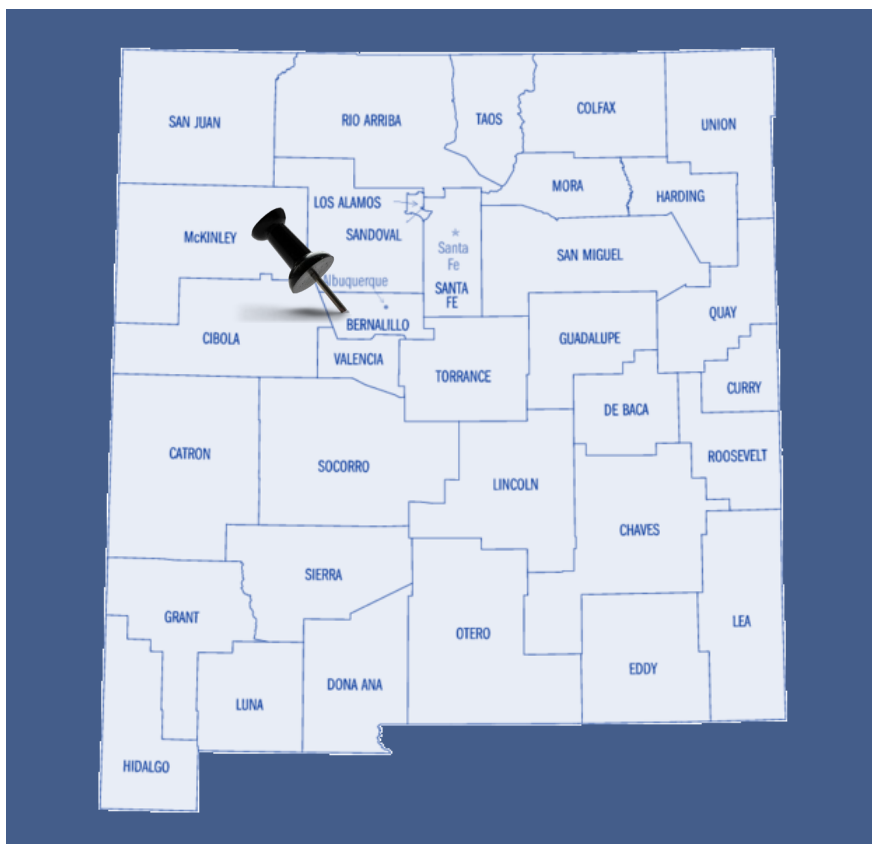 SAN JUAN
RIO ARRIBA
TAOS
COLFAX
UNION
MORA
HARDING
LOS ALAMOS
McKINLEY
SANDOVAL
Santa
Fe
SAN MIGUEL
Albuquerque
SANTA
FE
BERNALILLO
QUAY
CIBOLA
GUADALUPE
VALENCIA
TORRANCE
CURRY
DE BACA
CATRON
SOCORRO
ROOSEVELT
LINCOLN
CHAVES
SIERRA
GRANT
OTERO
LEA
EDDY
DONA ANA
LUNA
HIDALGO